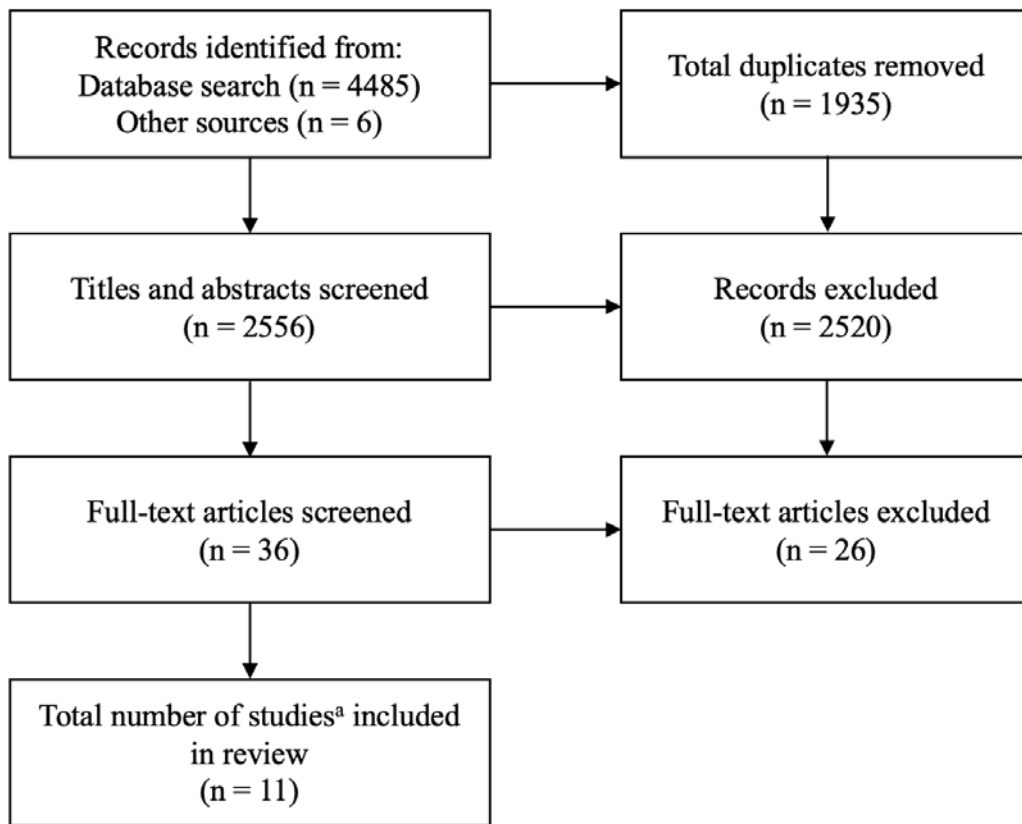 Records identified from:
Database search (n = 4485)
Other sources (n = 6)
Total duplicates removed
(n = 1935)
Titles and abstracts screened
(n = 2556)
Records excluded
(n = 2520)
Full-text articles screened
(n = 36)
Full-text articles excluded
(n = 26)
Total number of studiesᵃ included
in review
(n = 11)